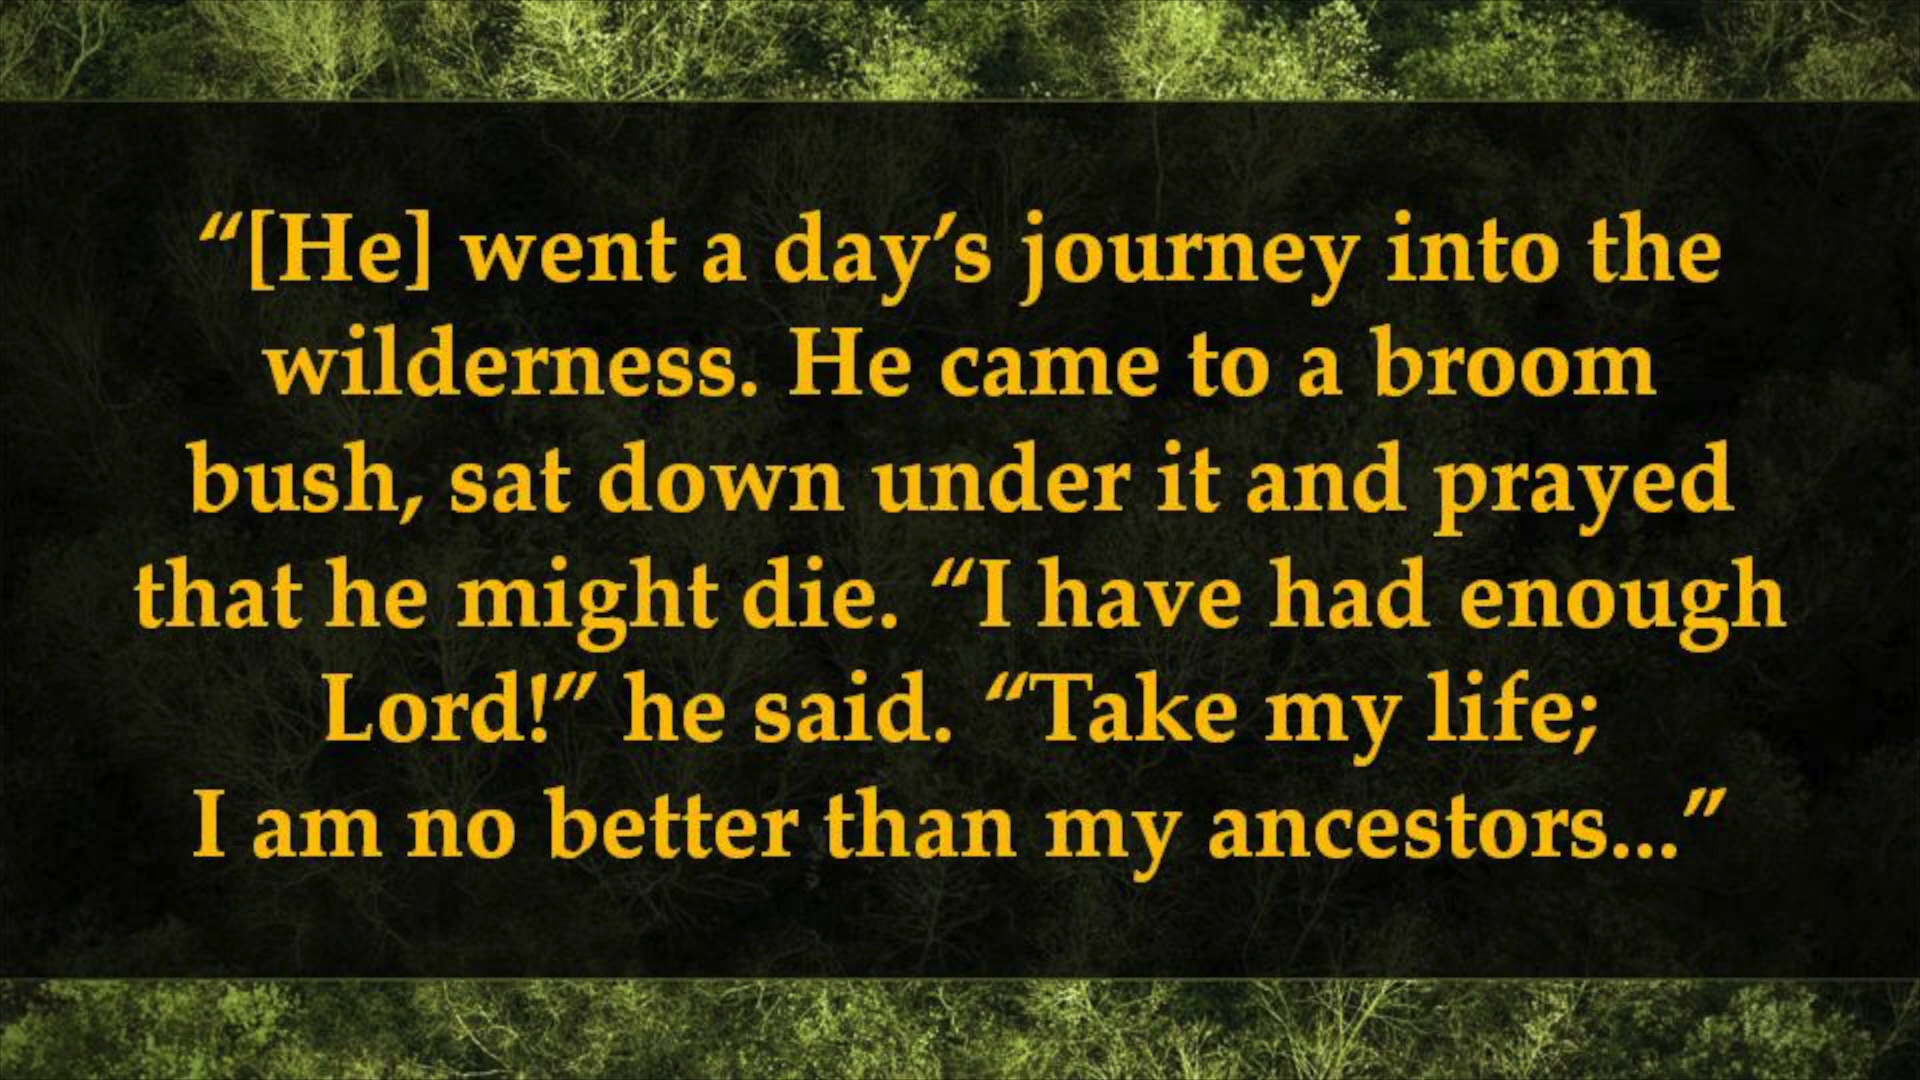 “[He] went a day’s journey into the
wilderness. He came to a broom
bush, sat down under it and prayed
that he might die. “I have had enough
Lord!” he said. “Take my life;
I am no better than my ancestors...”